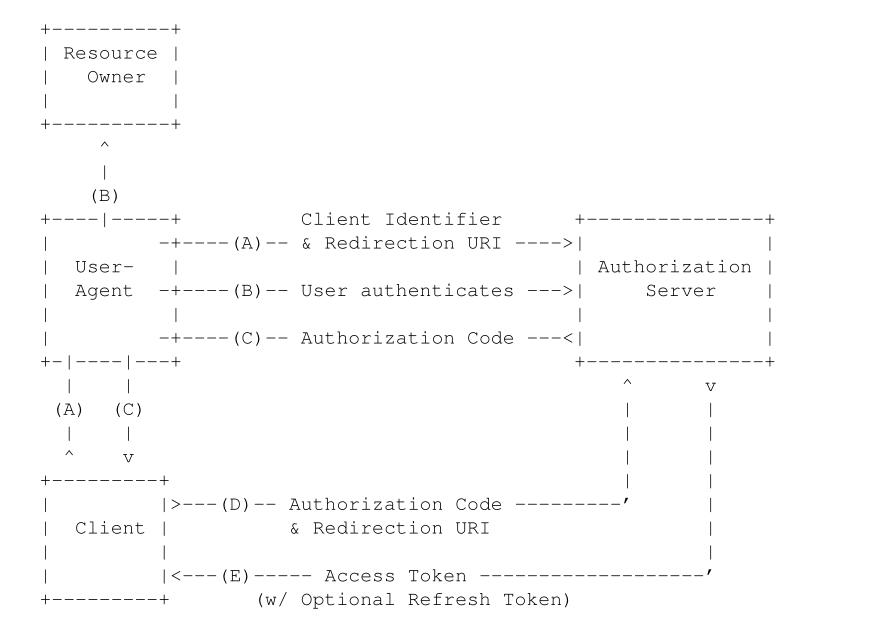 +----------+
| Resource |
|   Owner  |
|          |
+----------+
     ^
     |
    (B)
+----|-----+          Client Identifier      +---------------+
|         -+----(A)-- & Redirection URI ---->|               |
|  User-   |                                 | Authorization |
|  Agent  -+----(B)-- User authenticates --->|     Server    |
|          |                                 |               |
|         -+----(C)-- Authorization Code ---<|               |
+-|----|---+                                 +---------------+
  |    |                                         ^      v
 (A)  (C)                                        |      |
  |    |                                         |      |
  ^    v                                         |      |
+---------+                                      |      |
|         |>---(D)-- Authorization Code ---------'      |
|  Client |          & Redirection URI                  |
|         |                                             |
|         |<---(E)----- Access Token -------------------'
+---------+       (w/ Optional Refresh Token)